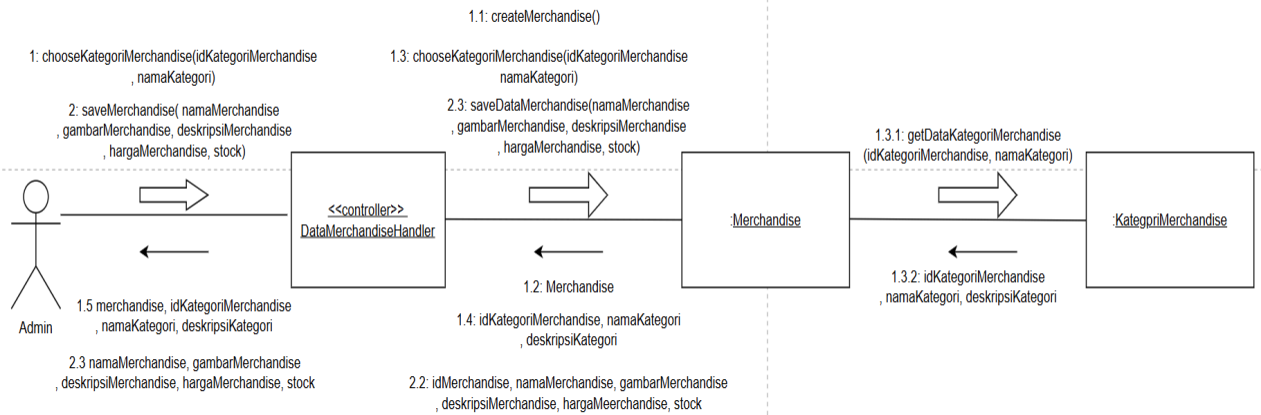 1.1: createMerchandise()
1: chooseKategoriMerchandise(idKategoriMerchandise
, namaKategori)
2: saveMerchandise( namaMerchandise
, gambarMerchandise, deskripsiMerchandise
, hargaMerchandise, stock)
1.3: chooseKategoriMerchandise(idKategoriMerchandise
namaKategori)
2.3: saveDataMerchandise(namaMerchandise
, gambarMerchandise, deskripsiMerchandise
, hargaMerchandise, stock)
1.3.1: getDataKategoriMerchandise
(idKategoriMerchandise, namaKategori)
<<controller>>
DataMerchandiseHandler
:Merchandise
:KategpriMerchandise
Admin
1.5 merchandise, idKategoriMerchandise
, namaKategori, deskripsiKategori
2.3 namaMerchandise, gambarMerchandise
, deskripsiMerchandise, hargaMerchandise, stock
1.2: Merchandise
1.4: idKategoriMerchandise, namaKategori
, deskripsiKategori
2.2: idMerchandise, namaMerchandise, gambarMerchandise
, deskripsiMerchandise, hargaMeerchandise, stock
1.3.2: idKategoriMerchandise
, namaKategori, deskripsiKategori